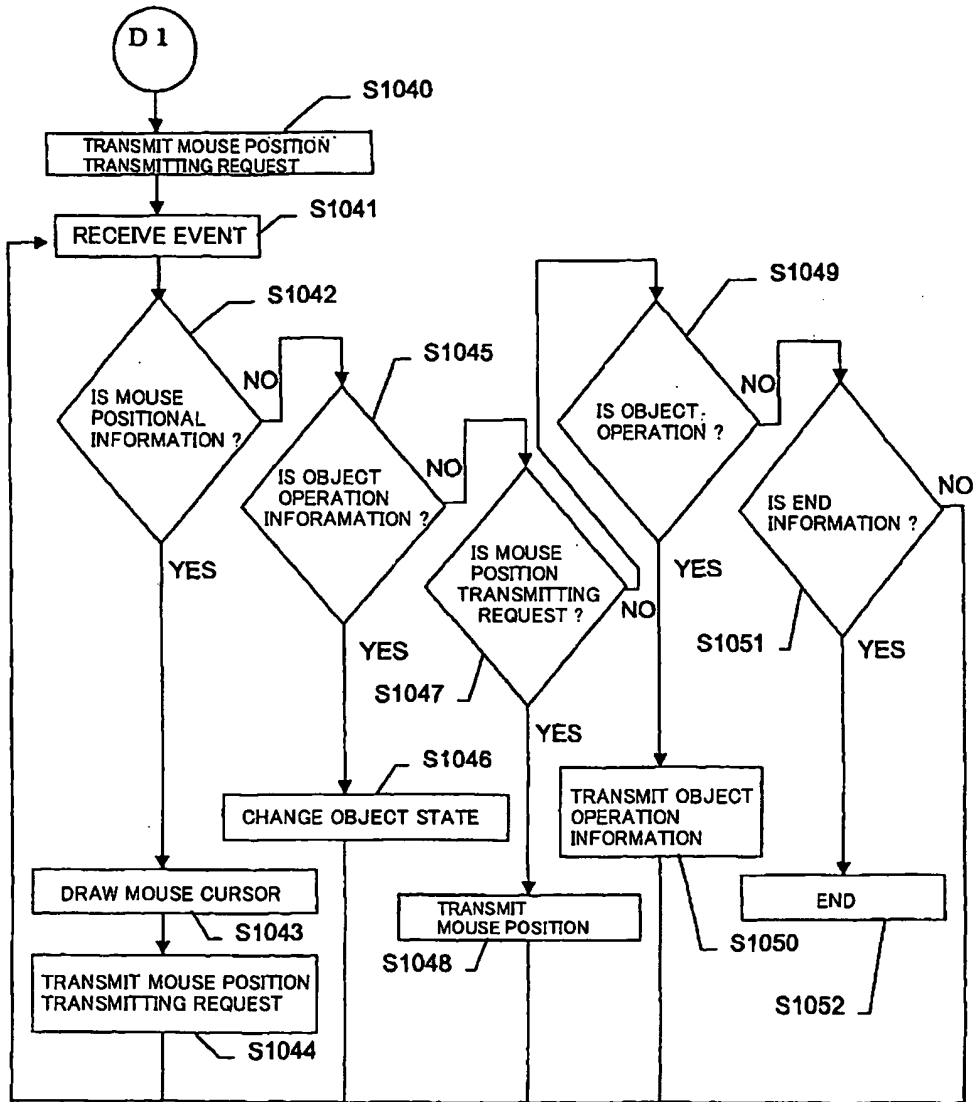 D 1
S1040
TRANSMIT MOUSE POSITION
TRANSMITTING REQUEST
S1041
RECEIVE EVENT
S1042
IS MOUSE
POSITIONAL
INFORMATION ?
NO
YES
S1045
IS OBJECT
OPERATION
INFORAMATION ?
NO
YES
S1047
IS MOUSE
POSITION
TRANSMITTING
REQUEST ?
NO
YES
S1049
IS OBJECT
OPERATION ?
NO
YES
S1051
IS END
INFORMATION ?
NO
YES
S1046
CHANGE OBJECT STATE
TRANSMIT OBJECT
OPERATION
INFORMATION
S1050
DRAW MOUSE CURSOR
S1043
TRANSMIT
MOUSE POSITION
S1048
END
S1052
TRANSMIT MOUSE POSITION
TRANSMITTING REQUEST
S1044